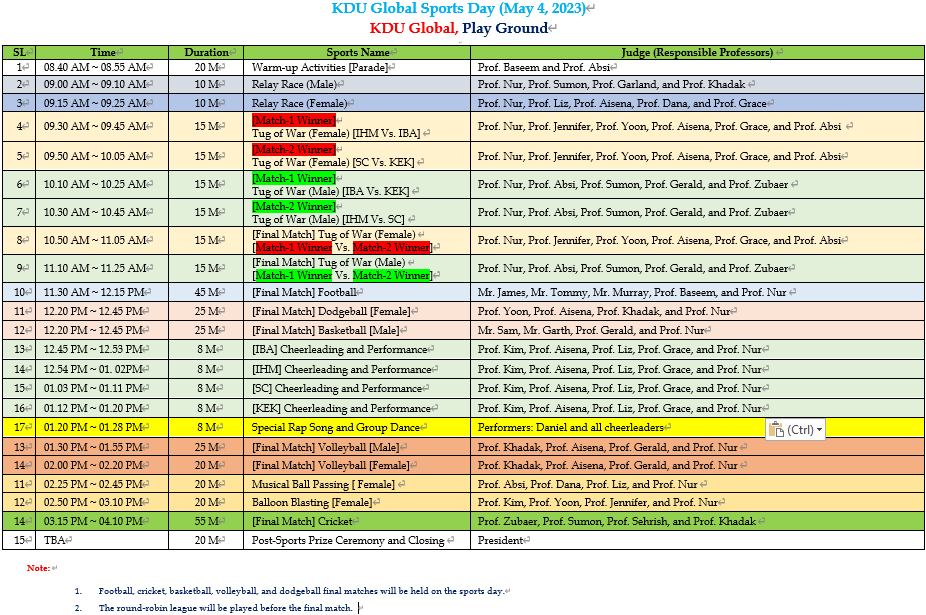 KDU Global Sports Day (May 4, 2023)
KDU Global, Play Ground
SL Time Duration Sports Name Judge (Responsible Professors)
1 08.40 AM ~ 08.55 AM 20 M Warm-up Activities [Parade] Prof. Baseem and Prof. Absi
2 09.00 AM ~ 09.10 AM 10 M Relay Race (Male) Prof. Nur, Prof. Sumon, Prof. Garland, and Prof. Khadak
3 09.15 AM ~ 09.25 AM 10 M Relay Race (Female) Prof. Nur, Prof. Liz, Prof. Aisena, Prof. Dana, and Prof. Grace
4 09.30 AM ~ 09.45 AM 15 M [Match-1 Winner]
Tug of War (Female) [IHM Vs. IBA] Prof. Nur, Prof. Jennifer, Prof. Yoon, Prof. Aisena, Prof. Grace, and Prof. Absi
5 09.50 AM ~ 10.05 AM 15 M [Match-2 Winner]
Tug of War (Female) [SC Vs. KEK] Prof. Nur, Prof. Jennifer, Prof. Yoon, Prof. Aisena, Prof. Grace, and Prof. Absi
6 10.10 AM ~ 10.25 AM 15 M [Match-1 Winner]
Tug of War (Male) [IBA Vs. KEK] Prof. Nur, Prof. Absi, Prof. Sumon, Prof. Gerald, and Prof. Zubaer
7 10.30 AM ~ 10.45 AM 15 M [Match-2 Winner]
Tug of War (Male) [IHM Vs. SC] Prof. Nur, Prof. Absi, Prof. Sumon, Prof. Gerald, and Prof. Zubaer
8 10.50 AM ~ 11.05 AM 15 M [Final Match] Tug of War (Female)
[Match-1 Winner Vs. Match-2 Winner] Prof. Nur, Prof. Jennifer, Prof. Yoon, Prof. Aisena, Prof. Grace, and Prof. Absi
9 11.10 AM ~ 11.25 AM 15 M [Final Match] Tug of War (Male)
[Match-1 Winner Vs. Match-2 Winner] Prof. Nur, Prof. Absi, Prof. Sumon, Prof. Gerald, and Prof. Zubaer
10 11.30 AM ~ 12.15 PM 45 M [Final Match] Football Mr. James, Mr. Tommy, Mr. Murray, Prof. Baseem, and Prof. Nur
11 12.20 PM ~ 12.45 PM 25 M [Final Match] Dodgeball [Female] Prof. Yoon, Prof. Aisena, Prof. Khadak, and Prof. Nur
12 12.20 PM ~ 12.45 PM 25 M [Final Match] Basketball [Male] Mr. Sam, Mr. Garth, Prof. Gerald, and Prof. Nur
13 12.45 PM ~ 12.53 PM 8 M [IBA] Cheerleading and Performance Prof. Kim, Prof. Aisena, Prof. Liz, Prof. Grace, and Prof. Nur
14 12.54 PM ~ 01. 02PM 8 M [IHM] Cheerleading and Performance Prof. Kim, Prof. Aisena, Prof. Liz, Prof. Grace, and Prof. Nur
15 01.03 PM ~ 01.11 PM 8 M [SC] Cheerleading and Performance Prof. Kim, Prof. Aisena, Prof. Liz, Prof. Grace, and Prof. Nur
16 01.12 PM ~ 01.20 PM 8 M [KEK] Cheerleading and Performance Prof. Kim, Prof. Aisena, Prof. Liz, Prof. Grace, and Prof. Nur
17 01.20 PM ~ 01.28 PM 8 M Special Rap Song and Group Dance Performers: Daniel and all cheerleaders
(Ctrl)
13 01.30 PM ~ 01.55 PM 25 M [Final Match] Volleyball [Male] Prof. Khadak, Prof. Aisena, Prof. Gerald, and Prof. Nur
14 02.00 PM ~ 02.20 PM 20 M [Final Match] Volleyball [Female] Prof. Khadak, Prof. Aisena, Prof. Gerald, and Prof. Nur
11 02.25 PM ~ 02.45 PM 20 M Musical Ball Passing [ Female] Prof. Absi, Prof. Dana, Prof. Liz, and Prof. Nur
12 02.50 PM ~ 03.10 PM 20 M Balloon Blasting [Female] Prof. Kim, Prof. Yoon, Prof. Jennifer, and Prof. Nur
14 03.15 PM ~ 04.10 PM 55 M [Final Match] Cricket Prof. Zubaer, Prof. Sumon, Prof. Sehrish, and Prof. Khadak
15 TBA 20 M Post-Sports Prize Ceremony and Closing President
Note:
1. Football, cricket, basketball, volleyball, and dodgeball final matches will be held on the sports day.
2. The round-robin league will be played before the final match.